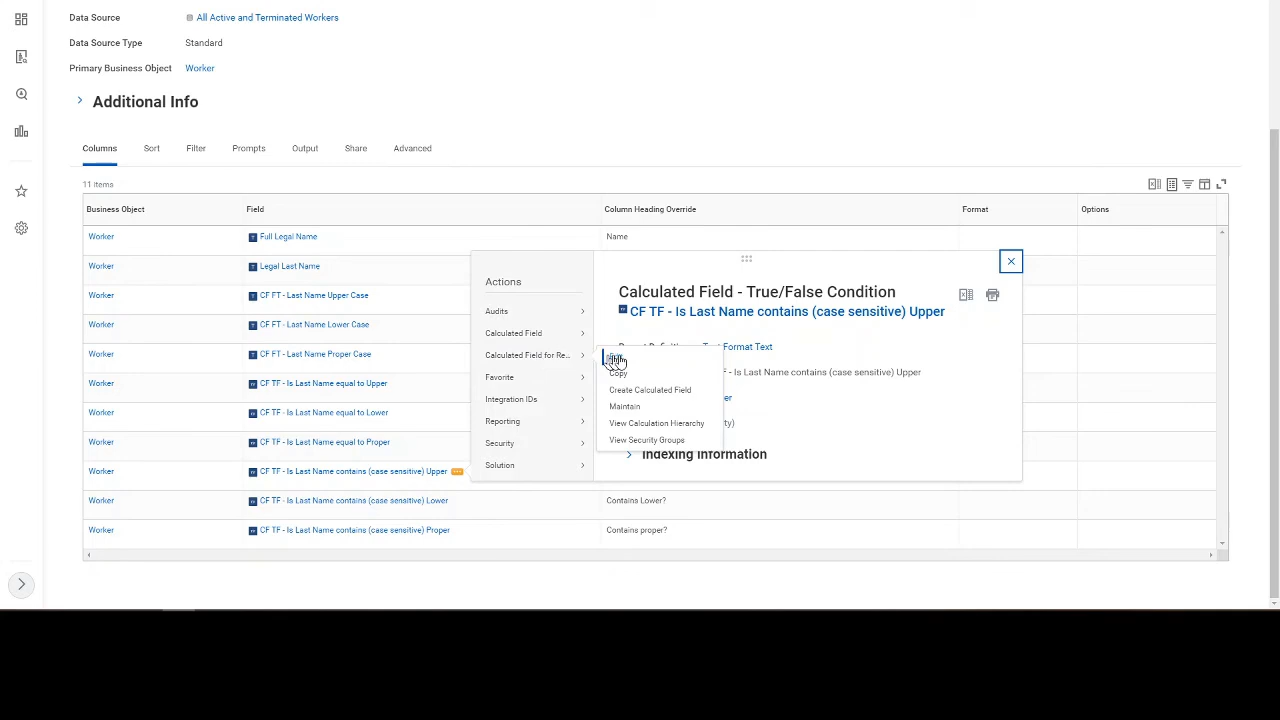 Data Source All Active and Terminated Workers
Data Source Type Standard
Primary Business Object Worker
Additional Info
Columns Sort Filter Prompts Output Share Advanced
11 items
Business Object Field Column Heading Override Format Options
Worker Full Legal Name Name
Worker Legal Last Name
Worker CF FT - Last Name Upper Case
Worker CF FT - Last Name Lower Case
Worker CF FT - Last Name Proper Case
Worker CF TF - Is Last Name equal to Upper
Worker CF TF - Is Last Name equal to Lower
Worker CF TF - Is Last Name equal to Proper
Worker CF TF - Is Last Name contains (case sensitive) Upper
Worker CF TF - Is Last Name contains (case sensitive) Lower Contains Lower?
Worker CF TF - Is Last Name contains (case sensitive) Proper Contains proper?
Actions
Audits
Calculated Field
Calculated Field for Re...
Favorite
Integration IDs
Reporting
Security
Solution
Copy
Create Calculated Field
Maintain
View Calculation Hierarchy
View Security Groups
Calculated Field - True/False Condition
CF TF - Is Last Name contains (case sensitive) Upper
Format Text
F - Is Last Name contains (case sensitive) Upper
er
ty)
Indexing Information